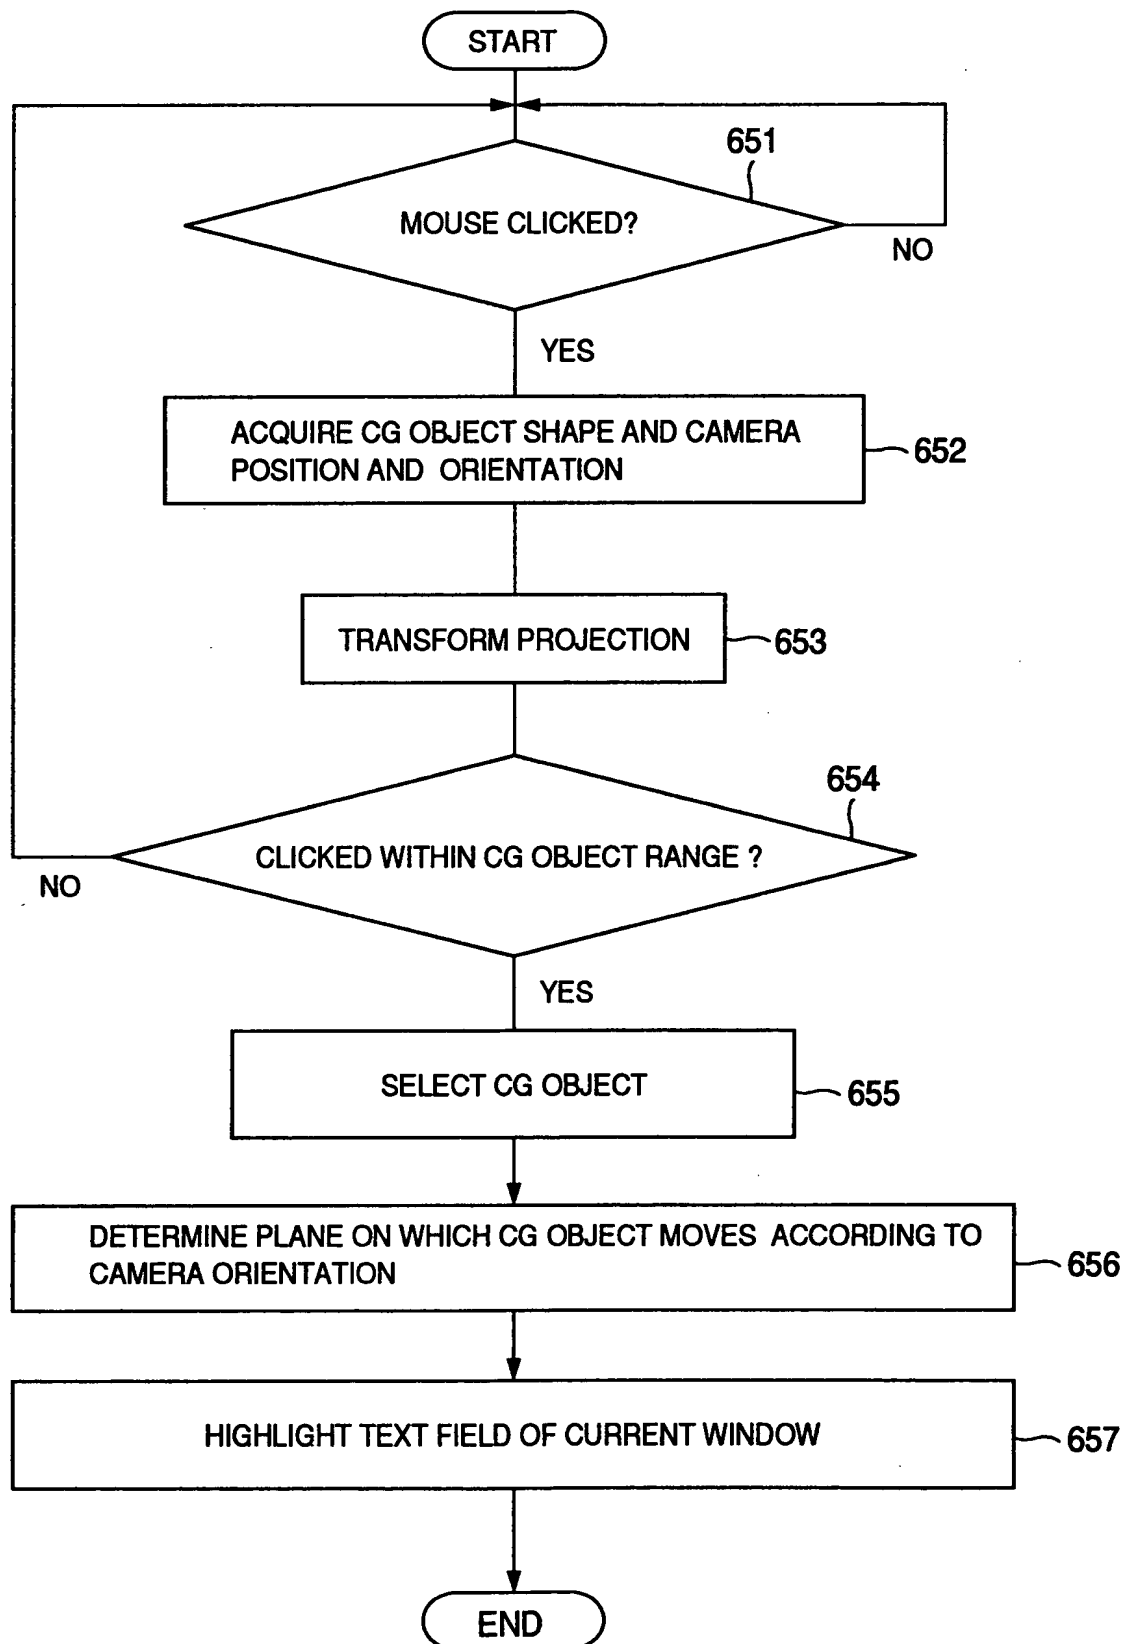 START
651
MOUSE CLICKED?
NO
YES
ACQUIRE CG OBJECT SHAPE AND CAMERA
POSITION AND ORIENTATION
652
TRANSFORM PROJECTION
653
654
CLICKED WITHIN CG OBJECT RANGE ?
NO
YES
SELECT CG OBJECT
655
DETERMINE PLANE ON WHICH CG OBJECT MOVES ACCORDING TO
CAMERA ORIENTATION
656
HIGHLIGHT TEXT FIELD OF CURRENT WINDOW
657
END